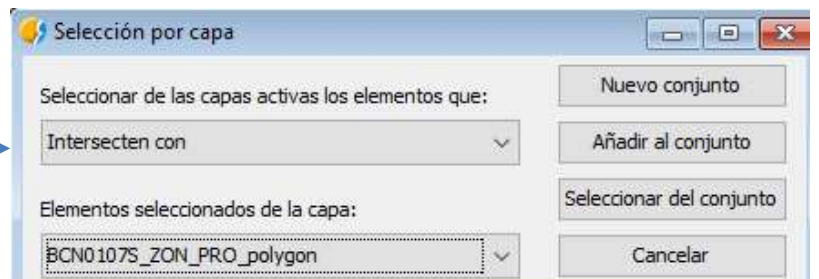 Selección por capa
Seleccionar de las capas activas los elementos que:
Intersecten con
Elementos seleccionados de la capa:
BCN0107S_ZON_PRO_polygon
Nuevo conjunto
Añadir al conjunto
Seleccionar del conjunto
Cancelar